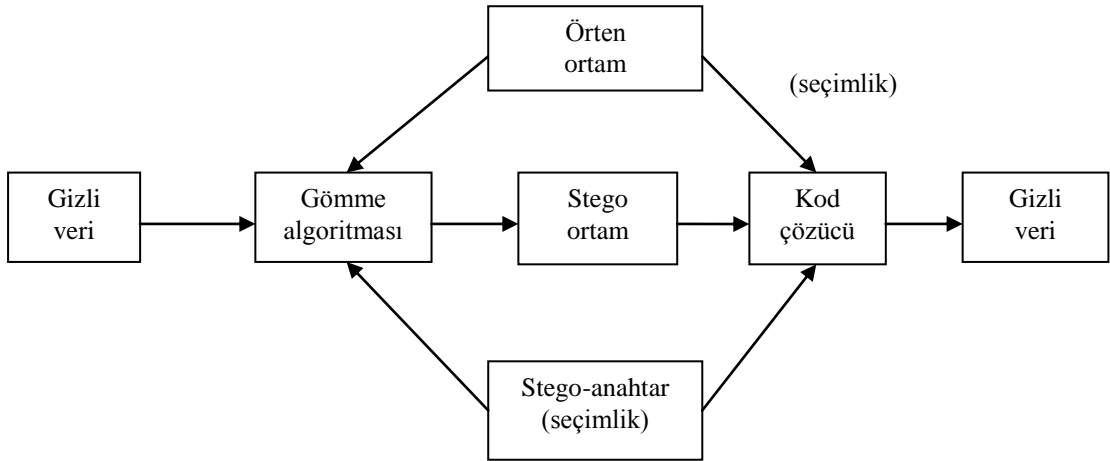 Örten
ortam
(seçimlik)
Gizli
veri
Gömme
algoritması
Stego
ortam
Kod
çözücü
Gizli
veri
Stego-anahtar
(seçimlik)